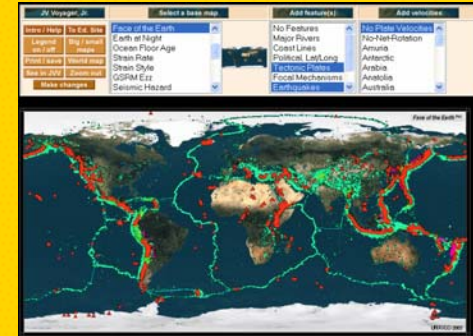 JV Voyager, Jr.
Select a base map
Add feature(s)
Add velocities
Intro / Help
To Ed. Site
Legend on / off
Big / small maps
Print / save
World map
See in JVV
Zoom out
Make changes
Face of the Earth
Earth at Night
Ocean Floor Age
Strain Rate
Strain Style
GSRM Ezz
Seismic Hazard
No Features
Major Rivers
Coast Lines
Political, Lat/Long
Tectonic Plates
Focal Mechanisms
Earthquakes
No Plate Velocities
No-Net-Rotation
Amuria
Antarctic
Arabia
Anatolia
Australia
Face of the Earth